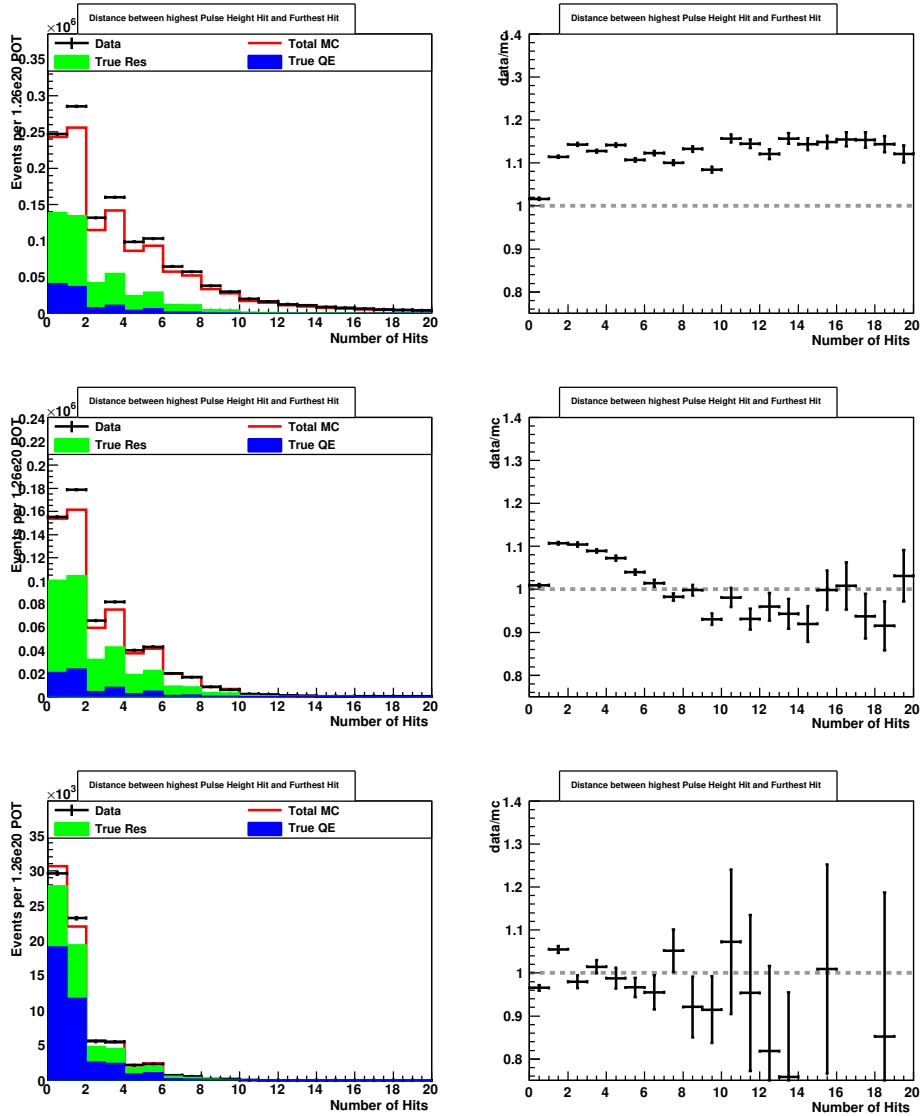 Distance between highest Pulse Height Hit and Furthest Hit
×10^6
Events per 1.26e20 POT
Data
Total MC
True Res
True QE
0.35
0.3
0.25
0.2
0.15
0.1
0.05
0
0 2 4 6 8 10 12 14 16 18 20
Number of Hits
Distance between highest Pulse Height Hit and Furthest Hit
data/mc
1.4
1.3
1.2
1.1
1
0.9
0.8
0 2 4 6 8 10 12 14 16 18 20
Number of Hits
Distance between highest Pulse Height Hit and Furthest Hit
×10^6
Events per 1.26e20 POT
Data
Total MC
True Res
True QE
0.24
0.22
0.2
0.18
0.16
0.14
0.12
0.1
0.08
0.06
0.04
0.02
0
0 2 4 6 8 10 12 14 16 18 20
Number of Hits
Distance between highest Pulse Height Hit and Furthest Hit
data/mc
1.4
1.3
1.2
1.1
1
0.9
0.8
0 2 4 6 8 10 12 14 16 18 20
Number of Hits
Distance between highest Pulse Height Hit and Furthest Hit
×10^3
Events per 1.26e20 POT
Data
Total MC
True Res
True QE
40
35
30
25
20
15
10
5
0
0 2 4 6 8 10 12 14 16 18 20
Number of Hits
Distance between highest Pulse Height Hit and Furthest Hit
data/mc
1.4
1.3
1.2
1.1
1
0.9
0.8
0 2 4 6 8 10 12 14 16 18 20
Number of Hits